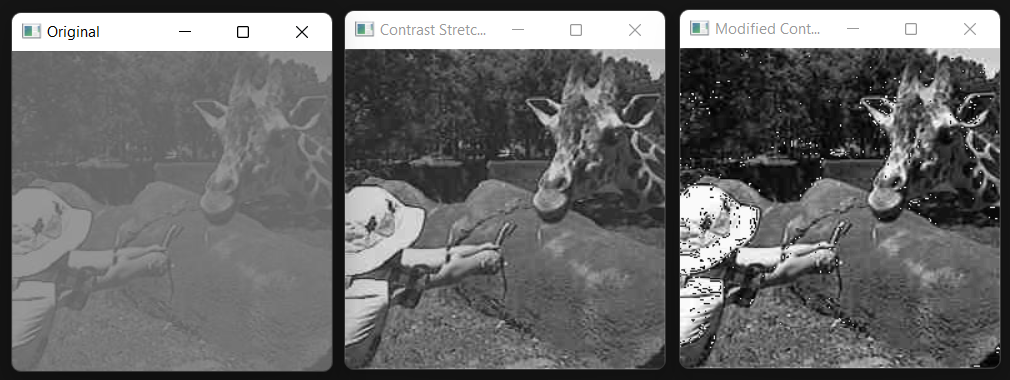 Original
Contrast Stretc...
Modified Cont...